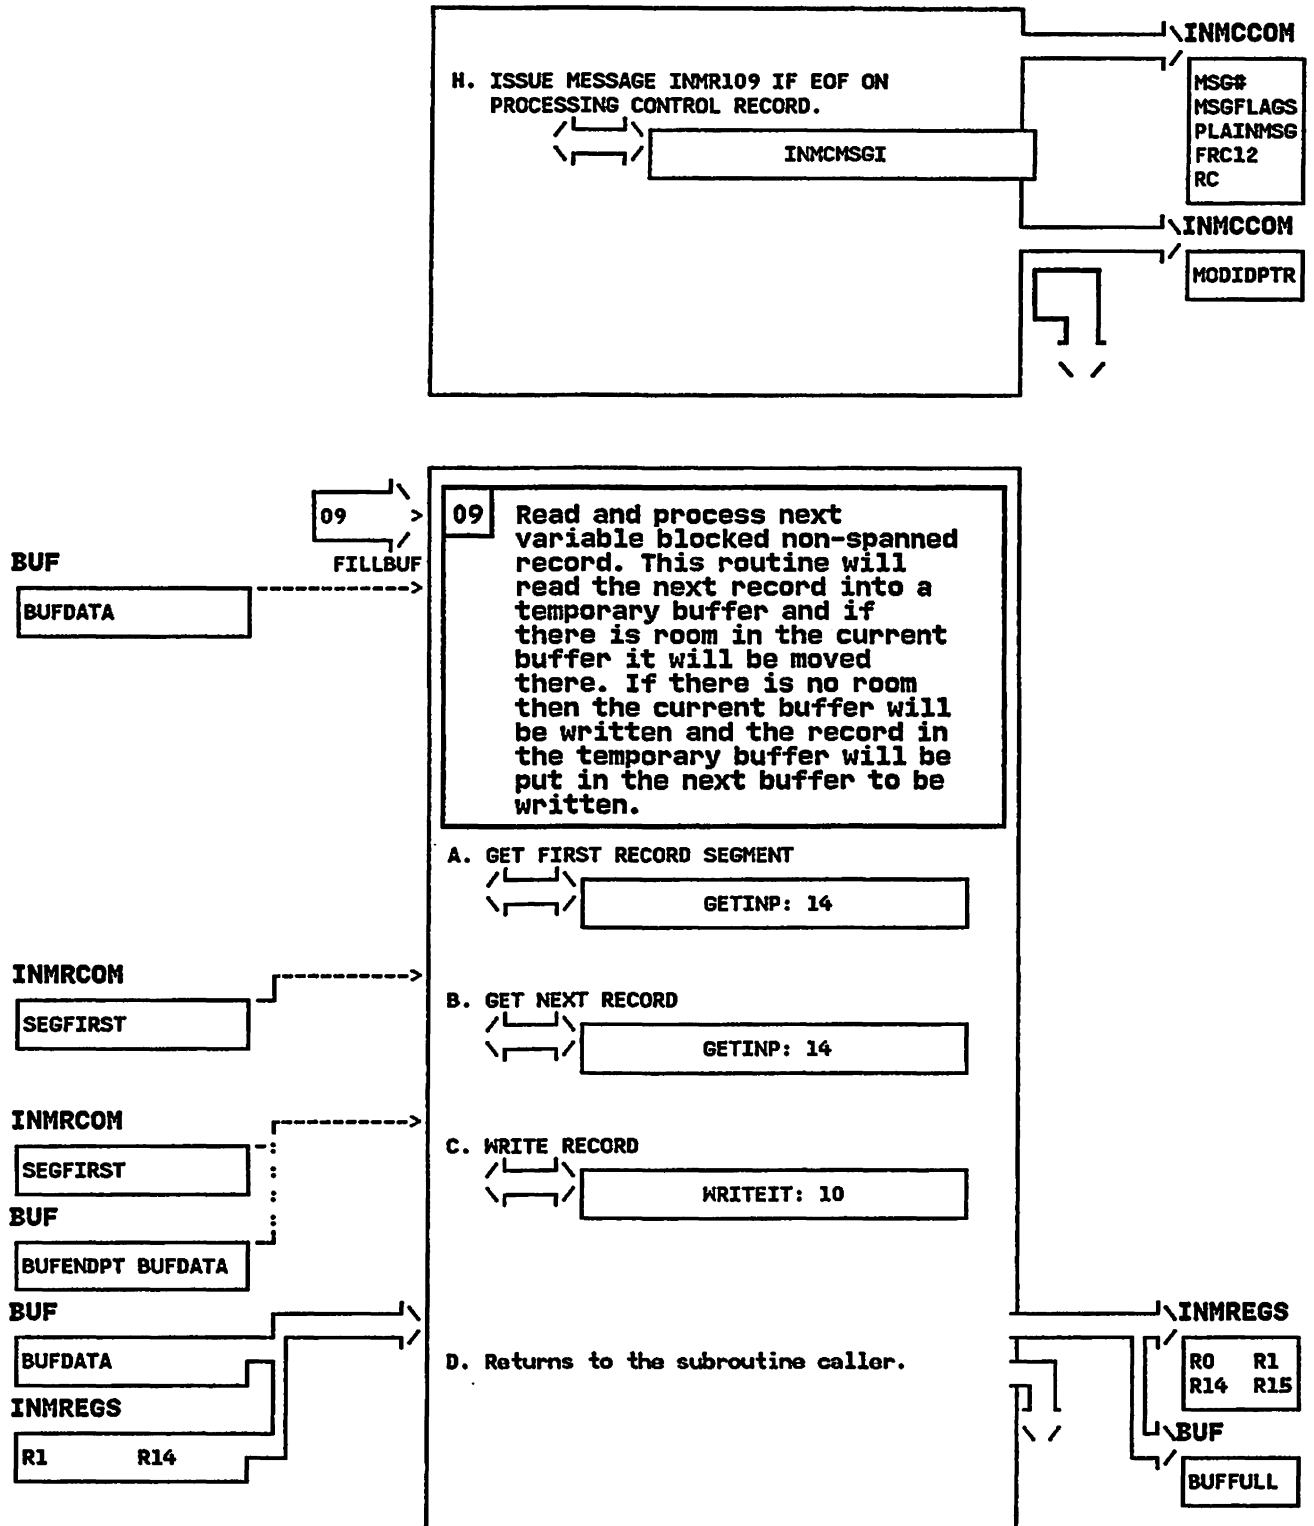 INMCCOM
H. ISSUE MESSAGE INMR109 IF EOF ON
PROCESSING CONTROL RECORD.
INMCMSGI
MSG#
MSGFLAGS
PLAINMSG
FRC12
RC
INMCCOM
MODIDPTR
09
FILLBUF
BUF
BUFDATA
09 Read and process next
variable blocked non-spanned
record. This routine will
read the next record into a
temporary buffer and if
there is room in the current
buffer it will be moved
there. If there is no room
then the current buffer will
be written and the record in
the temporary buffer will be
put in the next buffer to be
written.
A. GET FIRST RECORD SEGMENT
GETINP: 14
INMRCOM
SEGFIRST
B. GET NEXT RECORD
GETINP: 14
INMRCOM
SEGFIRST
BUF
BUFENDPT BUFDATA
C. WRITE RECORD
WRITEIT: 10
BUF
BUFDATA
INMREGS
R1 R14
D. Returns to the subroutine caller.
INMREGS
R0 R1
R14 R15
BUF
BUFFULL